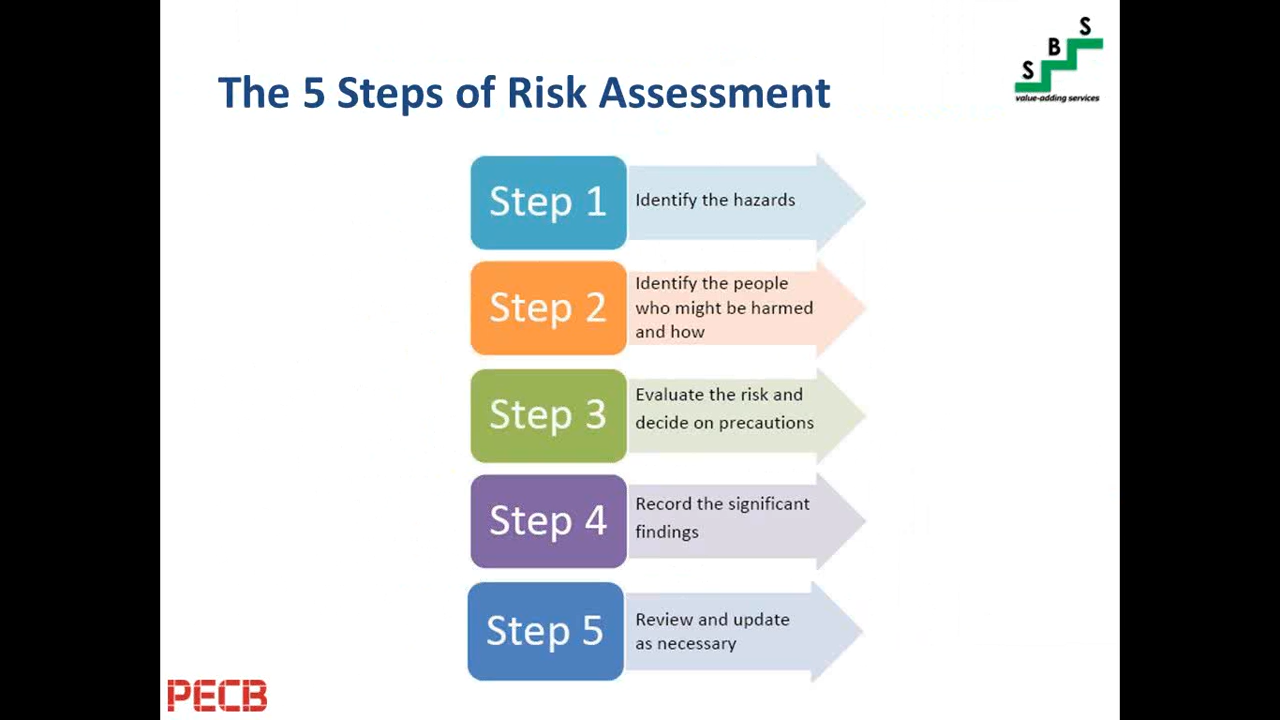 S
B
S
value-adding services
The 5 Steps of Risk Assessment
Step 1
Identify the hazards
Step 2
Identify the people
who might be harmed
and how
Step 3
Evaluate the risk and
decide on precautions
Step 4
Record the significant
findings
Step 5
Review and update
as necessary
PECB